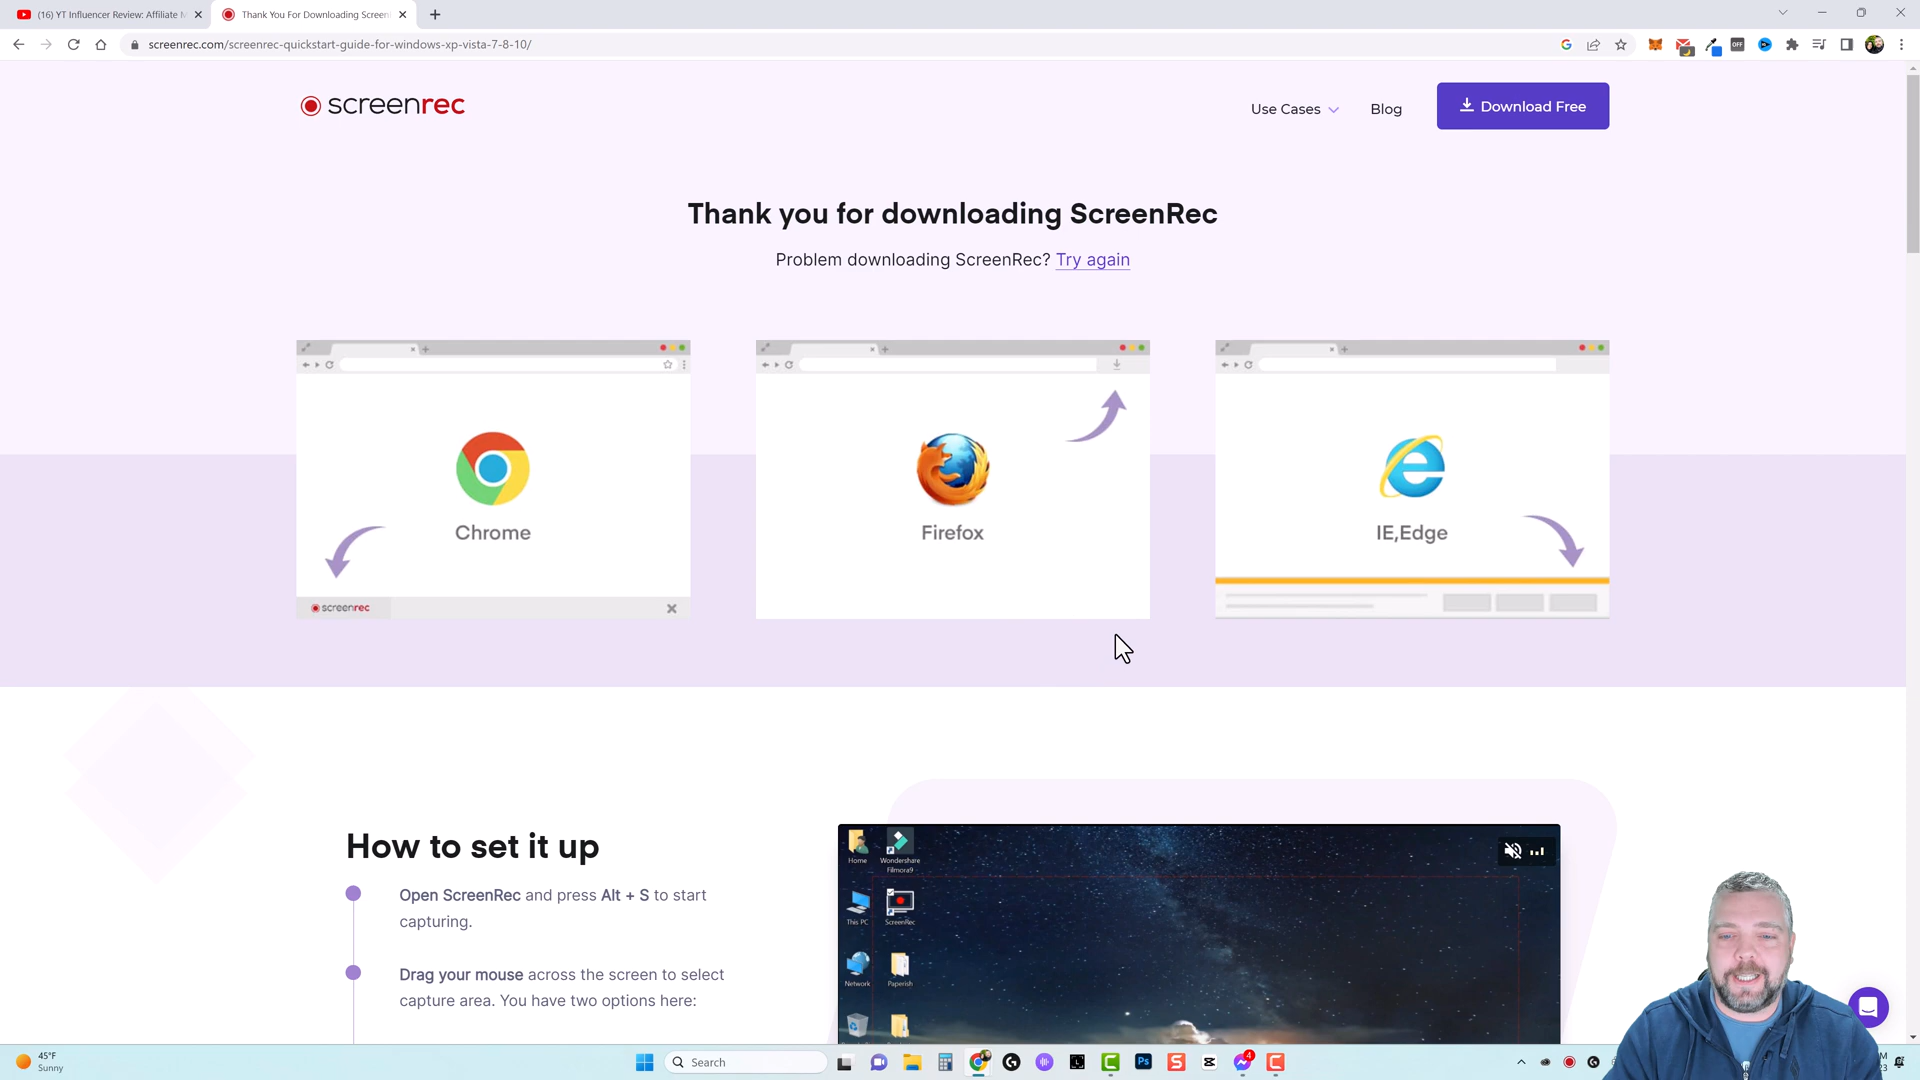 (16) YT Influencer Review: Affiliate M
Thank You For Downloading Screen
screenrec.com/screenrec-quickstart-guide-for-windows-xp-vista-7-8-10/
OFF
screenrec
Use Cases
Blog
Download Free
Thank you for downloading ScreenRec
Problem downloading ScreenRec? Try again
Chrome
Firefox
IE,Edge
screenrec
How to set it up
Open ScreenRec and press Alt + S to start
capturing.
Drag your mouse across the screen to select
capture area. You have two options here:
Home
Wondershare
Filmora9
This PC
ScreenRec
Network
Paperish
45°F
Sunny
Search
Ps
4